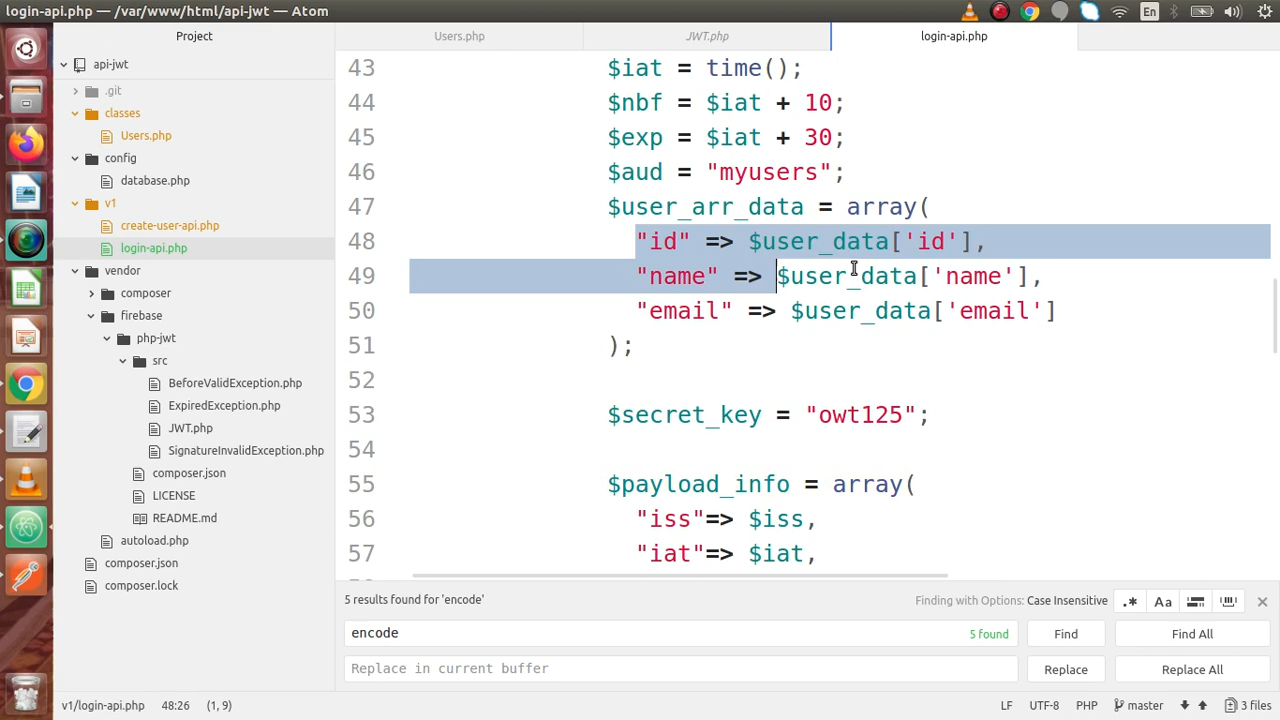 login-api.php — /var/www/html/api-jwt — Atom
En
Project
Users.php
JWT.php
login-api.php
api-jwt
.git
classes
Users.php
config
database.php
v1
create-user-api.php
login-api.php
vendor
composer
firebase
php-jwt
src
BeforeValidException.php
ExpiredException.php
JWT.php
SignatureInvalidException.php
composer.json
LICENSE
README.md
autoload.php
composer.json
composer.lock
43 $iat = time();
44 $nbf = $iat + 10;
45 $exp = $iat + 30;
46 $aud = "myusers";
47 $user_arr_data = array(
48 "id" => $user_data['id'],
49 "name" => $user_data['name'],
50 "email" => $user_data['email']
51 );
52
53 $secret_key = "owt125";
54
55 $payload_info = array(
56 "iss"=> $iss,
57 "iat"=> $iat,
5 results found for 'encode'
Finding with Options: Case Insensitive
.* Aa
encode
5 found
Find
Find All
Replace in current buffer
Replace
Replace All
v1/login-api.php 48:26 (1, 9)
LF UTF-8 PHP master 3 files